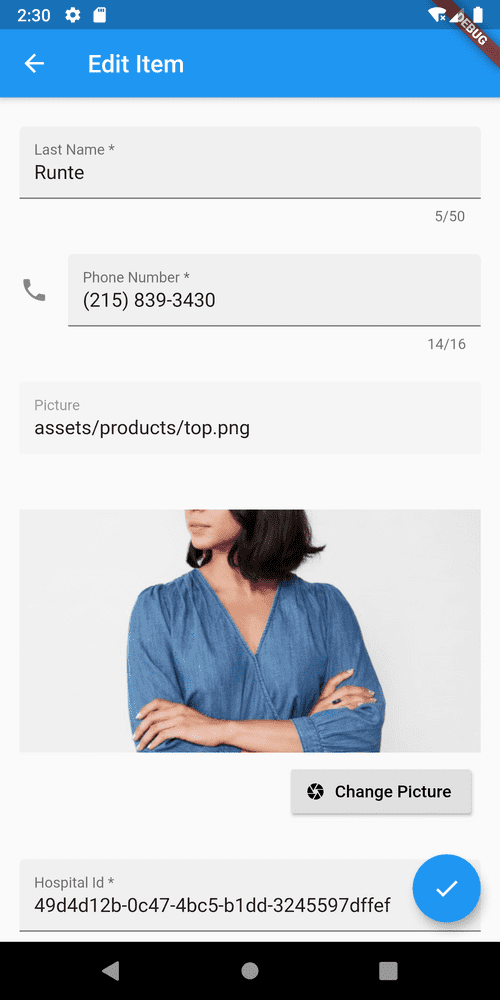 2:30
DEBUG
Edit Item
Last Name *
Runte
5/50
Phone Number *
(215) 839-3430
14/16
Picture
assets/products/top.png
Change Picture
Hospital Id *
49d4d12b-0c47-4bc5-b1dd-3245597dffef